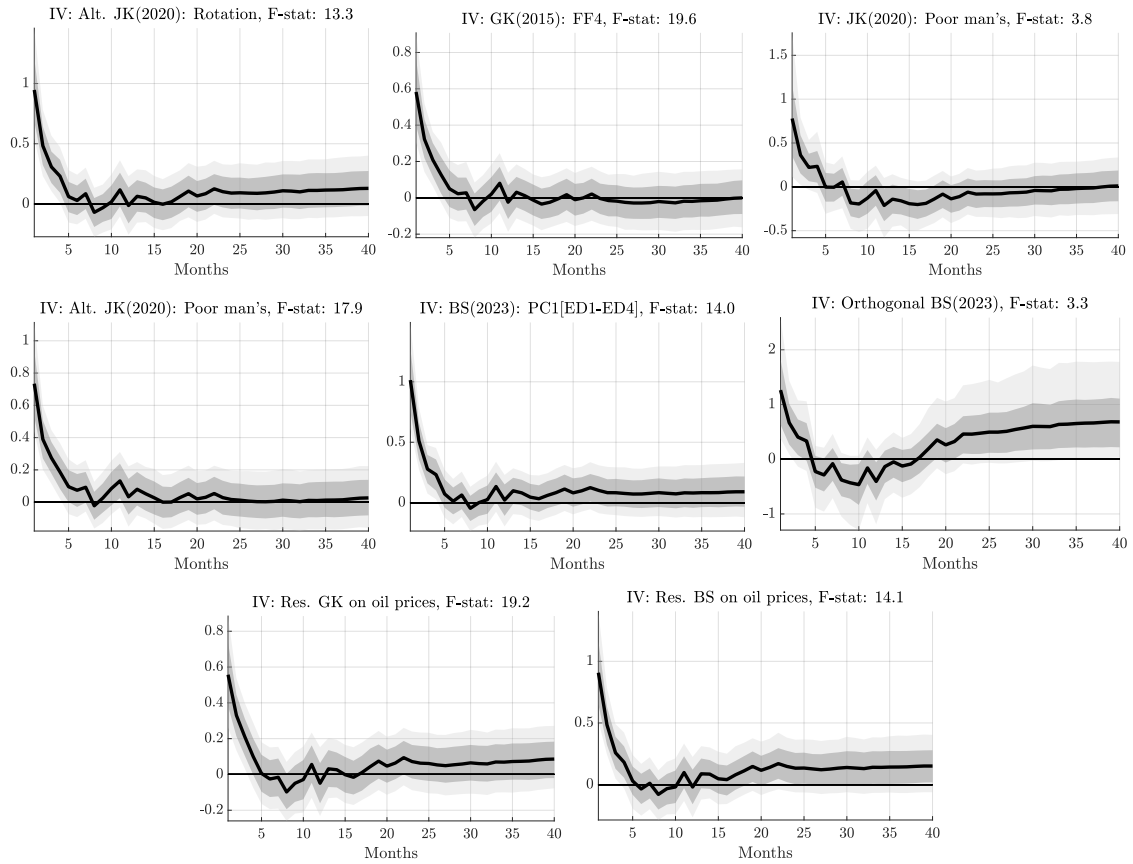 IV: Alt. JK(2020): Rotation, F-stat: 13.3
1
0.5
0
5 10 15 20 25 30 35 40
Months
IV: GK(2015): FF4, F-stat: 19.6
0.8
0.6
0.4
0.2
0
-0.2
5 10 15 20 25 30 35 40
Months
IV: JK(2020): Poor man's, F-stat: 3.8
1.5
1
0.5
0
-0.5
5 10 15 20 25 30 35 40
Months
IV: Alt. JK(2020): Poor man's, F-stat: 17.9
1
0.8
0.6
0.4
0.2
0
5 10 15 20 25 30 35 40
Months
IV: BS(2023): PC1[ED1-ED4], F-stat: 14.0
1
0.5
0
5 10 15 20 25 30 35 40
Months
IV: Orthogonal BS(2023), F-stat: 3.3
2
1
0
-1
5 10 15 20 25 30 35 40
Months
IV: Res. GK on oil prices, F-stat: 19.2
0.8
0.6
0.4
0.2
0
-0.2
5 10 15 20 25 30 35 40
Months
IV: Res. BS on oil prices, F-stat: 14.1
1
0.5
0
5 10 15 20 25 30 35 40
Months